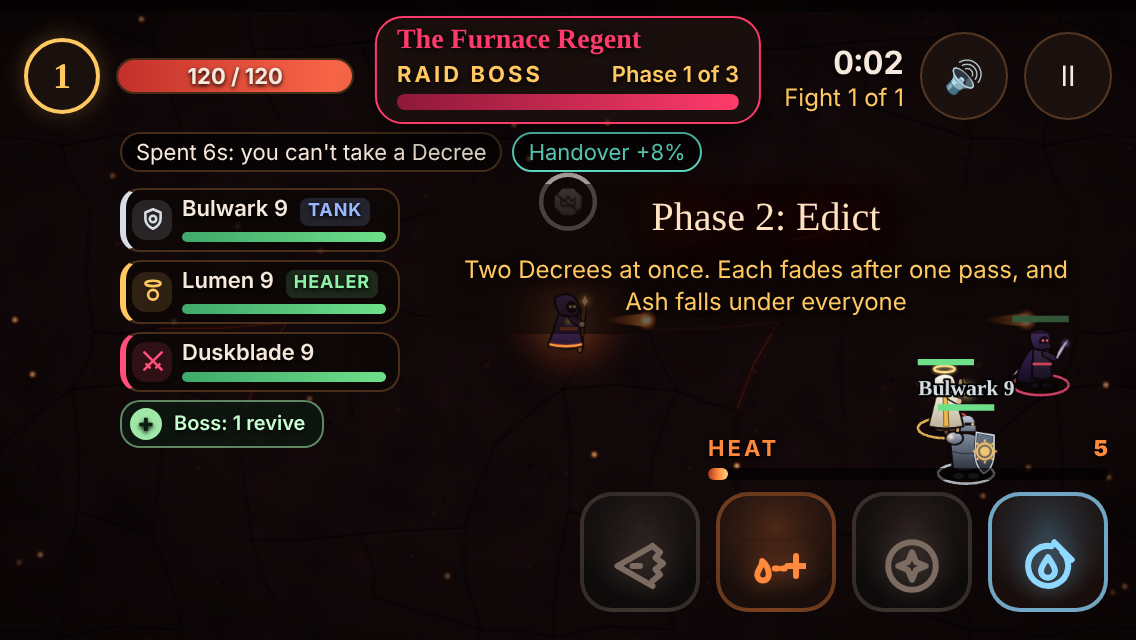 1
120 / 120
The Furnace Regent
RAID BOSS Phase 1 of 3
0:02
Fight 1 of 1
Spent 6s: you can't take a Decree
Handover +8%
Bulwark 9 TANK
Lumen 9 HEALER
Duskblade 9
Boss: 1 revive
Phase 2: Edict
Two Decrees at once. Each fades after one pass, and
Ash falls under everyone
Bulwark 9
HEAT 5